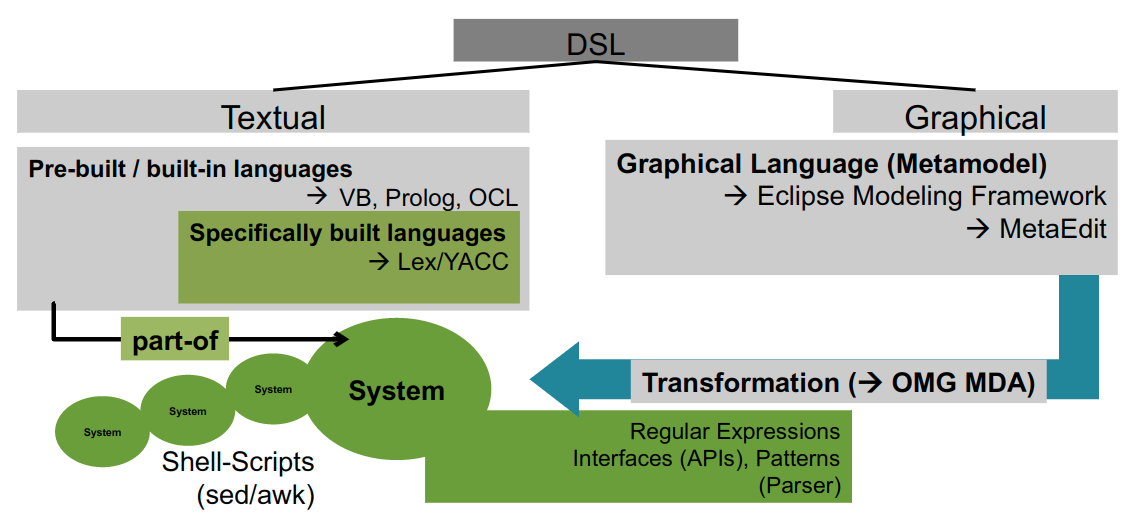 DSL
Textual
Graphical
Pre-built / built-in languages
→ VB, Prolog, OCL
Specifically built languages
→ Lex/YACC
Graphical Language (Metamodel)
→ Eclipse Modeling Framework
→ MetaEdit
part-of
System
System
System
System
Transformation (→ OMG MDA)
Regular Expressions
Interfaces (APIs), Patterns
(Parser)
Shell-Scripts
(sed/awk)